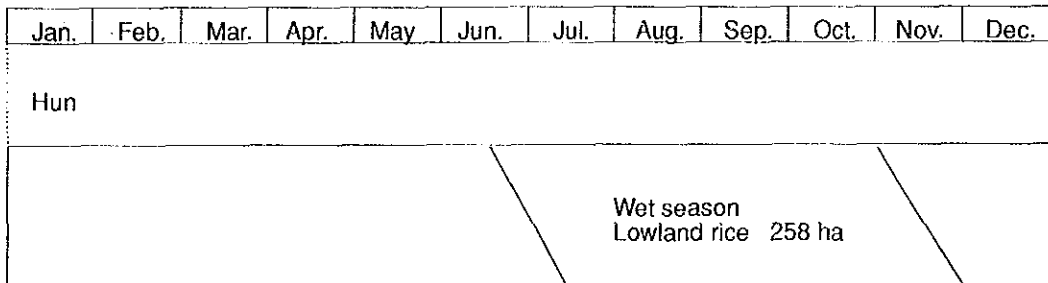 Jan. Feb. Mar. Apr. May Jun. Jul. Aug. Sep. Oct. Nov. Dec.
Hun
Wet season
Lowland rice 258 ha